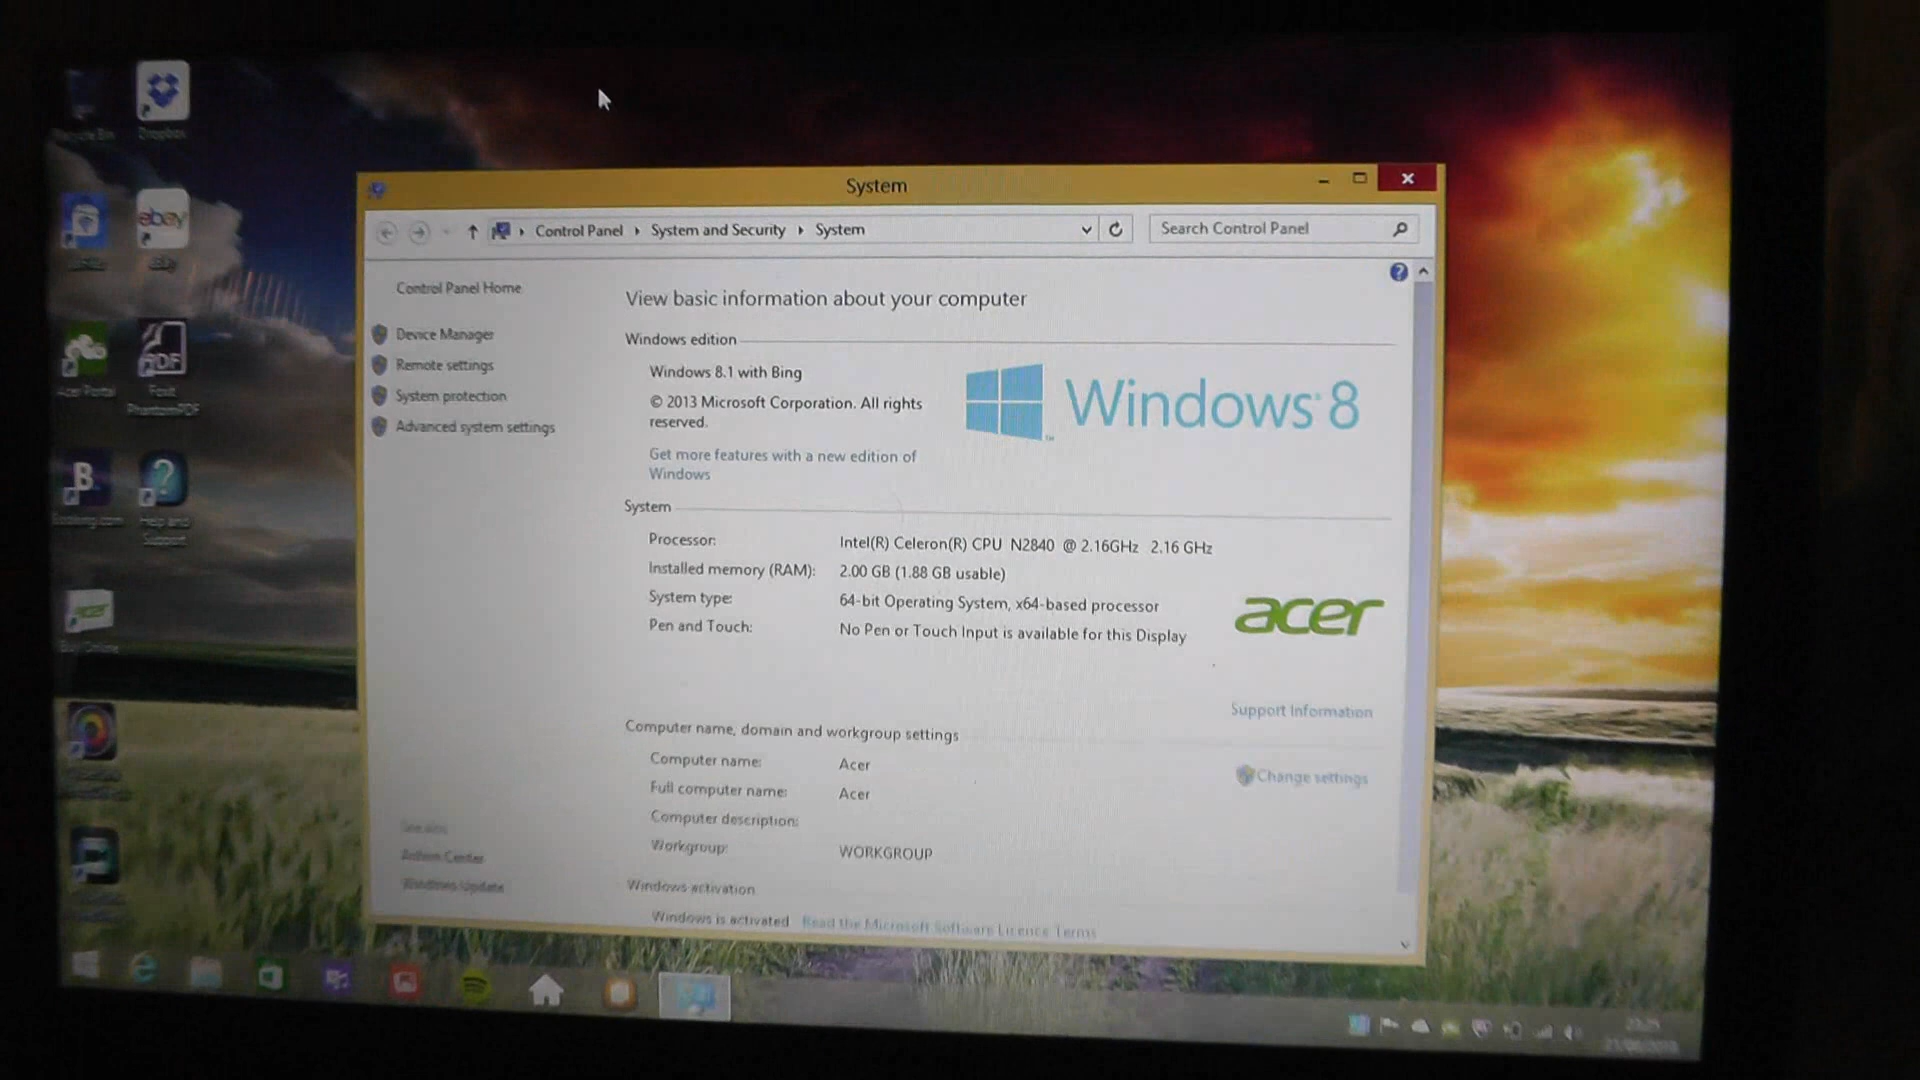 Recycle Bin
Dropbox
ebay
eBay
Acer Portal
PDF
Foxit
PhantomPDF
B.
Booking.com
?
Help and
Support
acer
System
Control Panel
System and Security
System
Search Control Panel
?
Control Panel Home
Device Manager
Remote settings
System protection
Advanced system settings
See also
Action Center
Windows Update
View basic information about your computer
Windows edition
Windows 8.1 with Bing
© 2013 Microsoft Corporation. All rights
reserved.
Get more features with a new edition of
Windows
Windows® 8
System
Processor: Intel(R) Celeron(R) CPU N2840 @ 2.16GHz 2.16 GHz
Installed memory (RAM): 2.00 GB (1.88 GB usable)
System type: 64-bit Operating System, x64-based processor
Pen and Touch: No Pen or Touch Input is available for this Display
acer
Support Information
Computer name, domain and workgroup settings
Computer name: Acer
Change settings
Full computer name: Acer
Computer description:
Workgroup: WORKGROUP
Windows activation
Windows is activated Read the Microsoft Software Licence Terms